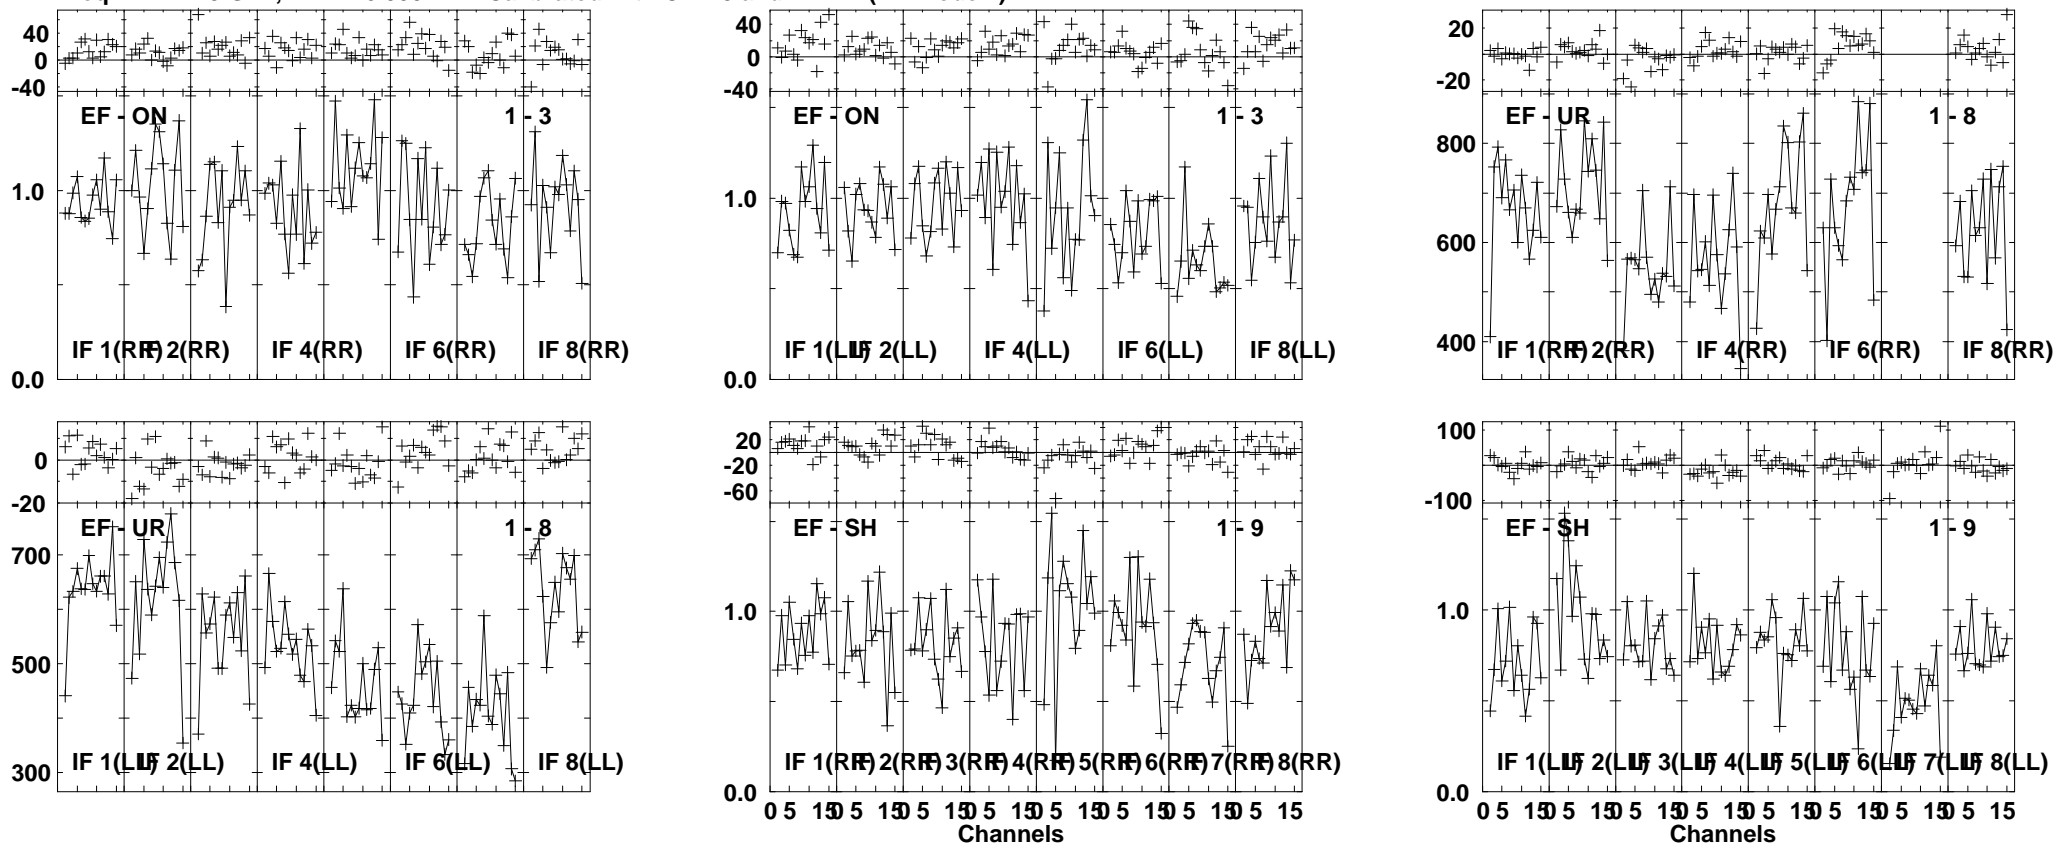 40 20 0 -40
EF - ON 1 - 3
1.0
IF 1(RR) IF 2(RR) IF 4(RR) IF 6(RR) IF 8(RR)
0.0
40 20 0 -40
EF - ON 1 - 3
1.0
IF 1(LL) IF 2(LL) IF 4(LL) IF 6(LL) IF 8(LL)
0.0
20 0 -20
EF - UR 1 - 8
800
600
400
IF 1(RR) IF 2(RR) IF 4(RR) IF 6(RR) IF 8(RR)
0
-20
EF - UR 1 - 8
700
500
300
IF 1(LL) IF 2(LL) IF 4(LL) IF 6(LL) IF 8(LL)
20 0 -20 -60
EF - SH 1 - 9
1.0
IF 1(RR) IF 2(RR) IF 3(RR) IF 4(RR) IF 5(RR) IF 6(RR) IF 7(RR) IF 8(RR)
0.0
0 5 15 0 5 15 0 5 15 0 5 15 0 5 15 0 5 15 0 5 15 0 5 15
Channels
100 0 -100
EF - SH 1 - 9
1.0
IF 1(LL) IF 2(LL) IF 3(LL) IF 4(LL) IF 5(LL) IF 6(LL) IF 7(LL) IF 8(LL)
0.0
0 5 15 0 5 15 0 5 15 0 5 15 0 5 15 0 5 15 0 5 15 0 5 15
Channels